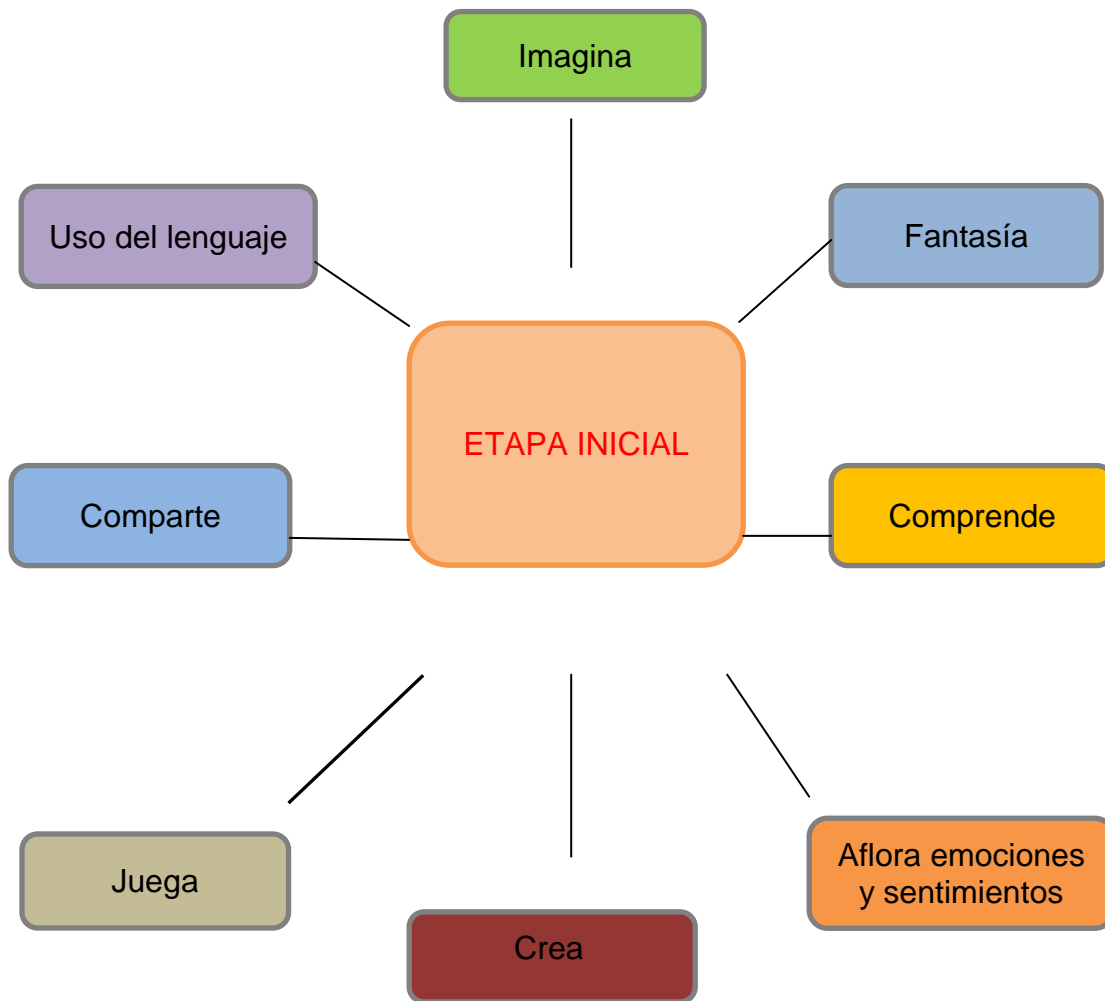 Imagina
Uso del lenguaje
Fantasía
ETAPA INICIAL
Comparte
Comprende
Juega
Aflora emociones
y sentimientos
Crea